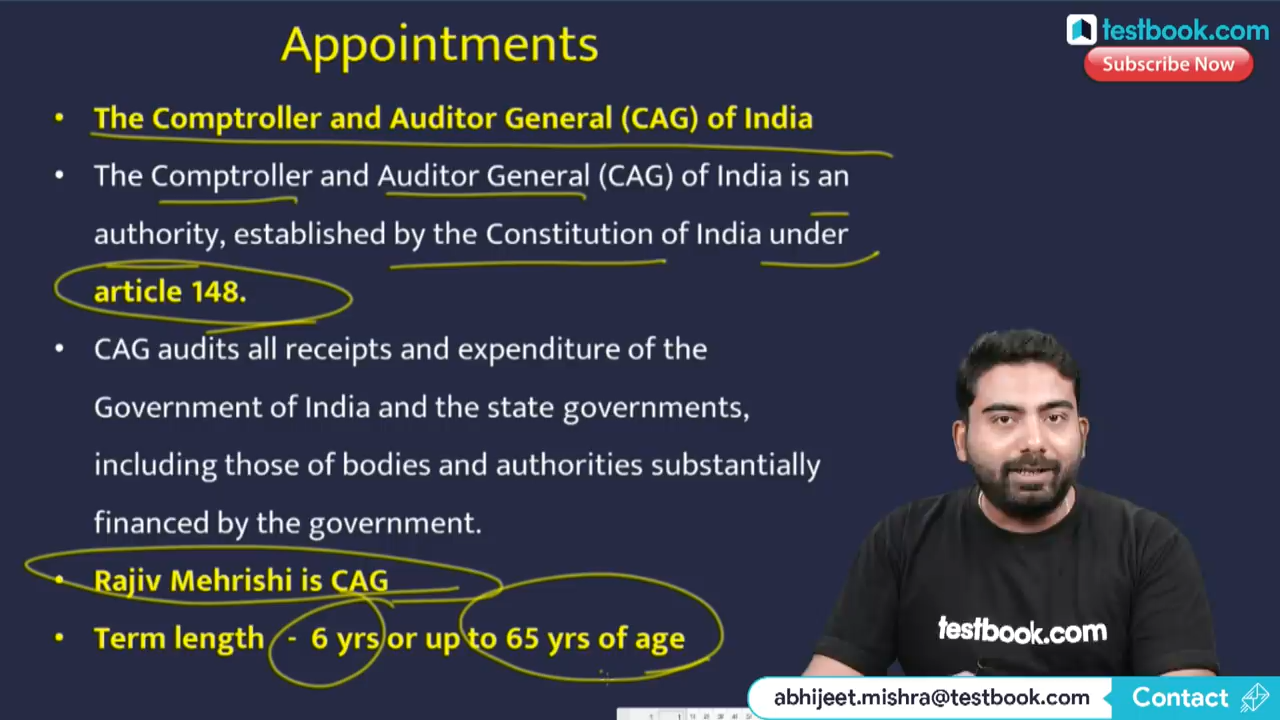 Appointments
testbook.com
Subscribe Now
• The Comptroller and Auditor General (CAG) of India
• The Comptroller and Auditor General (CAG) of India is an
authority, established by the Constitution of India under
article 148.
• CAG audits all receipts and expenditure of the
Government of India and the state governments,
including those of bodies and authorities substantially
financed by the government.
• Rajiv Mehrishi is CAG
• Term length - 6 yrs or up to 65 yrs of age
testbook.com
abhijeet.mishra@testbook.com
Contact